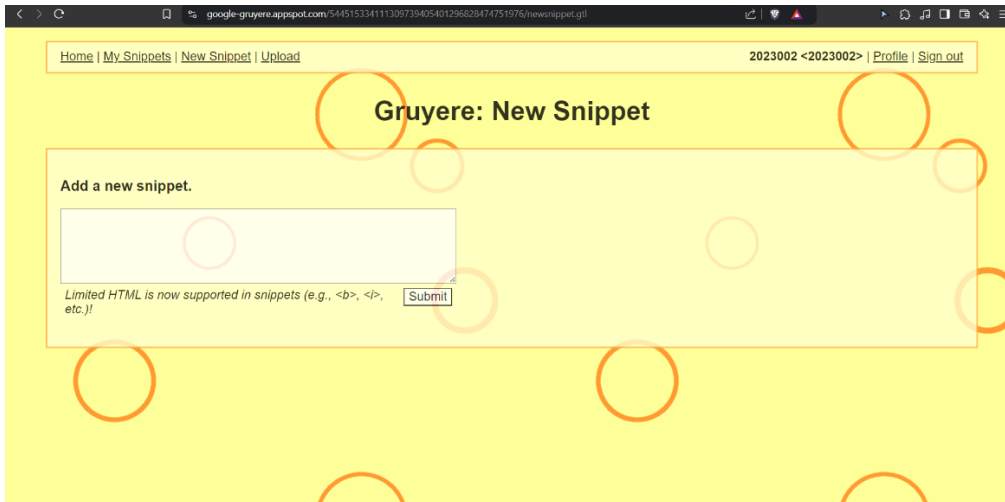 google-gruyere.appspot.com/544515334111309739405401296828474751976/newsnippet.gtl
Home | My Snippets | New Snippet | Upload
2023002 <2023002> | Profile | Sign out
Gruyere: New Snippet
Add a new snippet.
Limited HTML is now supported in snippets (e.g., <b>, <i>,
etc.)!
Submit